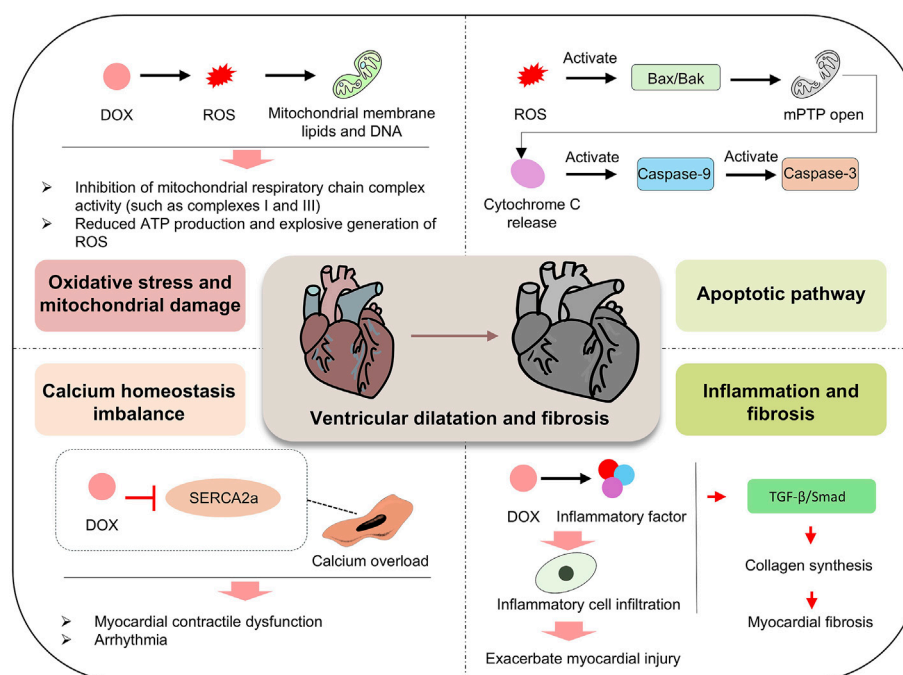 DOX
ROS
Mitochondrial membrane
lipids and DNA
➢ Inhibition of mitochondrial respiratory chain complex
activity (such as complexes I and III)
➢ Reduced ATP production and explosive generation of
ROS
Oxidative stress and
mitochondrial damage
Activate
ROS
Bax/Bak
mPTP open
Activate
Activate
Cytochrome C
release
Caspase-9
Caspase-3
Apoptotic pathway
Ventricular dilatation and fibrosis
Calcium homeostasis
imbalance
DOX
SERCA2a
Calcium overload
➢ Myocardial contractile dysfunction
➢ Arrhythmia
Inflammation and
fibrosis
DOX
Inflammatory factor
Inflammatory cell infiltration
Exacerbate myocardial injury
TGF-β/Smad
Collagen synthesis
Myocardial fibrosis